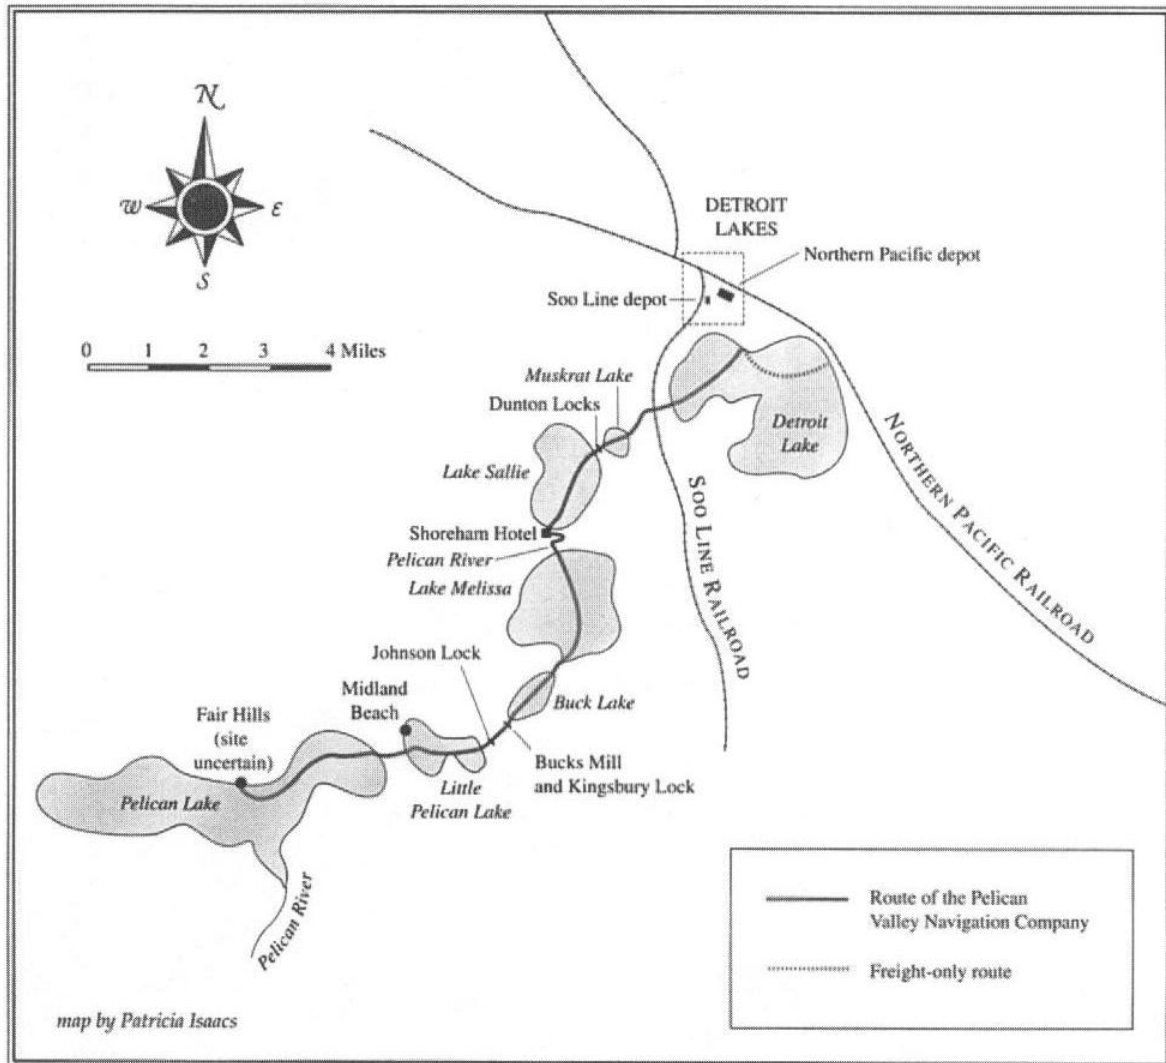 N
W
E
S
0 1 2 3 4 Miles
DETROIT
LAKES
Northern Pacific depot
Soo Line depot
Muskrat Lake
Dunton Locks
Detroit
Lake
Lake Sallie
NORTHERN PACIFIC RAILROAD
SOO LINE RAILROAD
Shoreham Hotel
Pelican River
Lake Melissa
Johnson Lock
Midland
Beach
Buck Lake
Fair Hills
(site
uncertain)
Bucks Mill
and Kingsbury Lock
Little
Pelican Lake
Pelican Lake
Pelican River
Route of the Pelican
Valley Navigation Company
Freight-only route
map by Patricia Isaacs